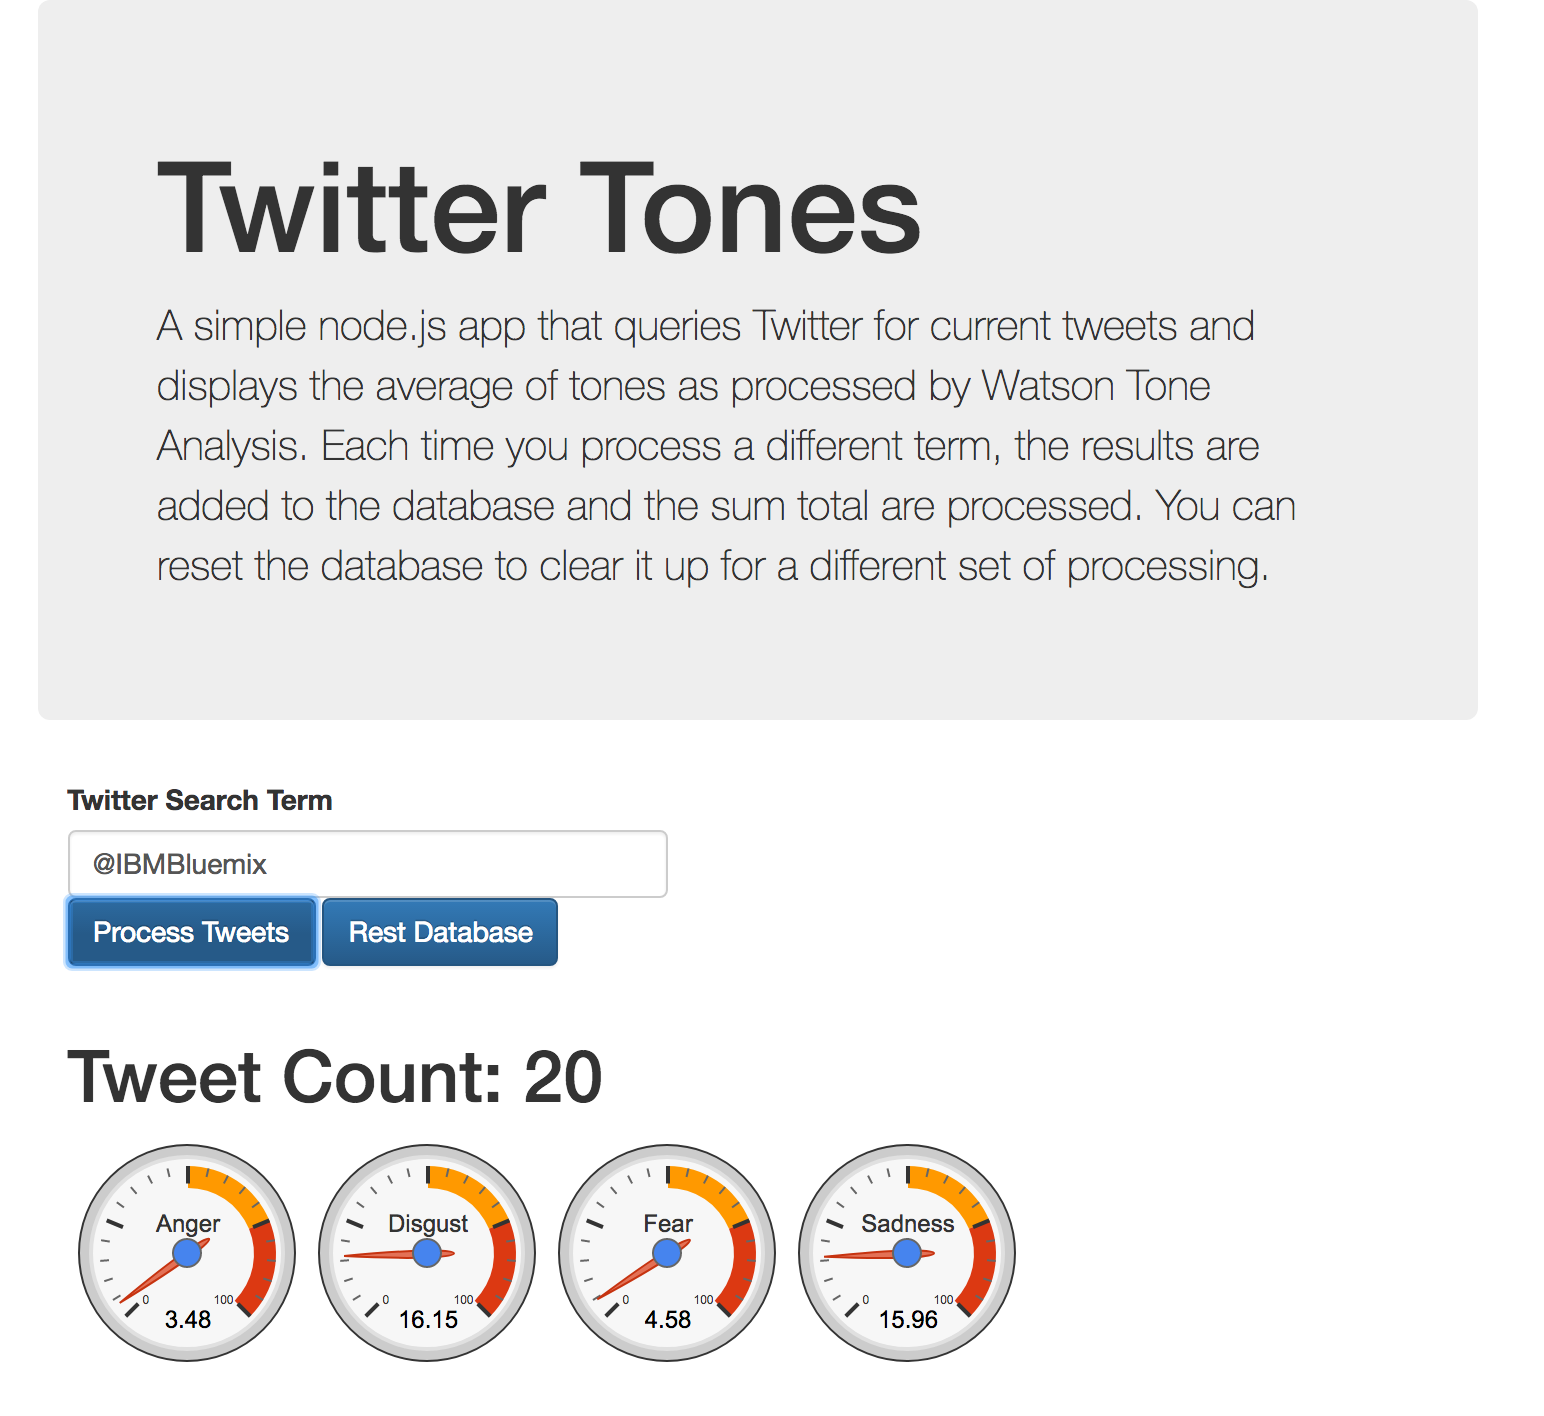 Twitter Tones
A simple node.js app that queries Twitter for current tweets and
displays the average of tones as processed by Watson Tone
Analysis. Each time you process a different term, the results are
added to the database and the sum total are processed. You can
reset the database to clear it up for a different set of processing.
Twitter Search Term
@IBMBluemix
Process Tweets Rest Database
Tweet Count: 20
Anger Disgust Fear Sadness
0 100 0 100 0 100 0 100
3.48 16.15 4.58 15.96